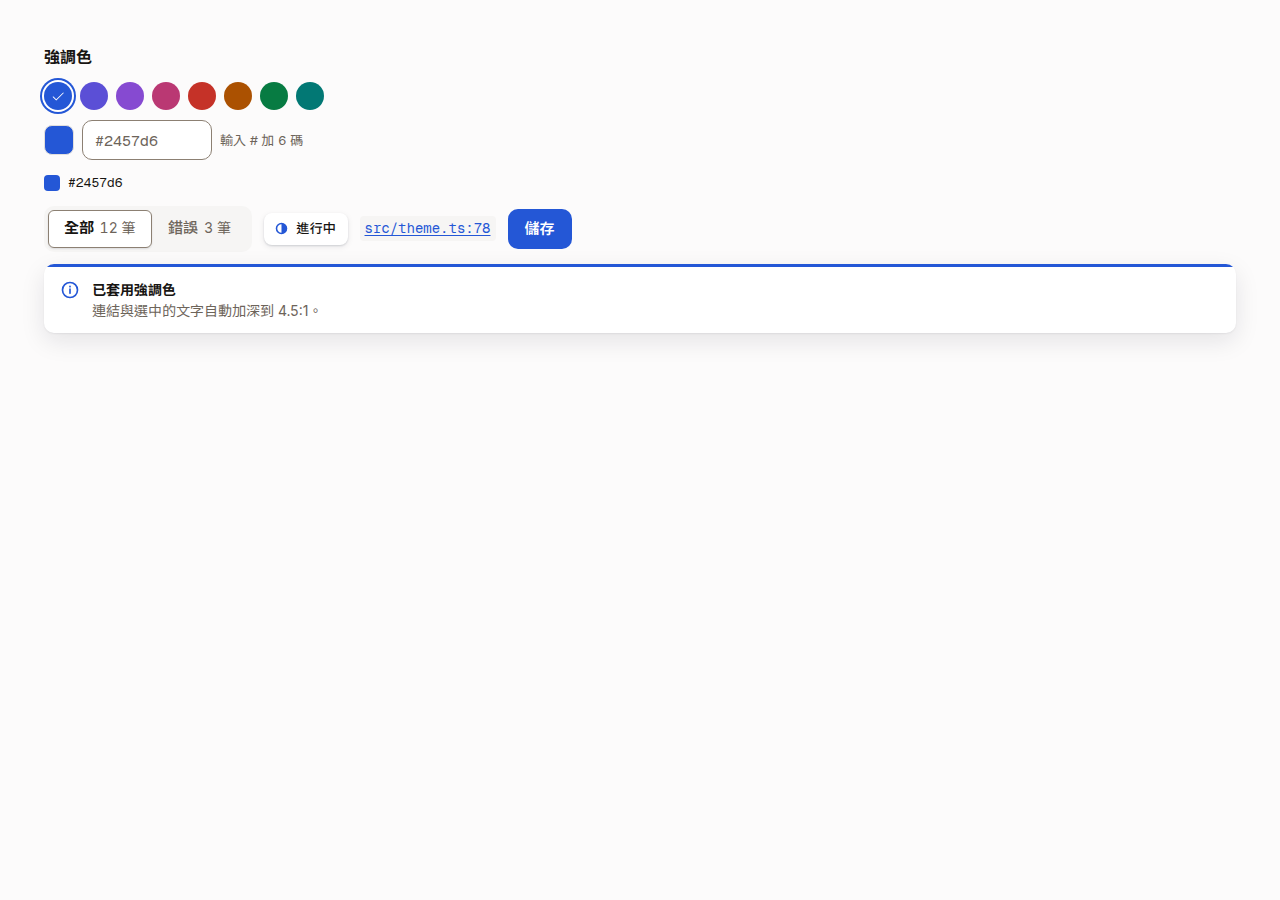 強調色
#2457d6 輸入 # 加 6 碼
#2457d6
全部 12 筆 錯誤 3 筆 進行中 src/theme.ts:78 儲存
已套用強調色
連結與選中的文字自動加深到 4.5:1。